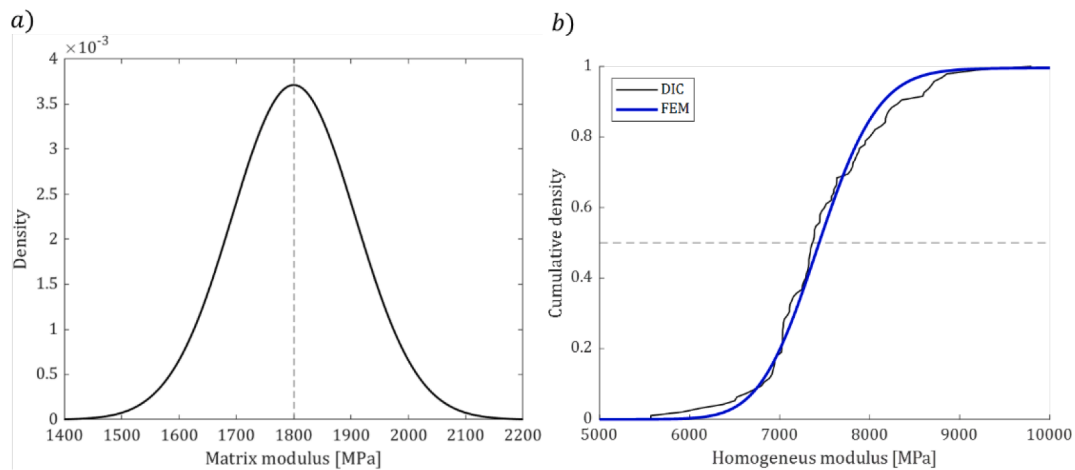 a)
×10⁻³
4
3.5
3
2.5
2
1.5
1
0.5
0
Density
1400 1500 1600 1700 1800 1900 2000 2100 2200
Matrix modulus [MPa]
b)
1
0.8
0.6
0.4
0.2
0
Cumulative density
DIC
FEM
5000 6000 7000 8000 9000 10000
Homogeneus modulus [MPa]